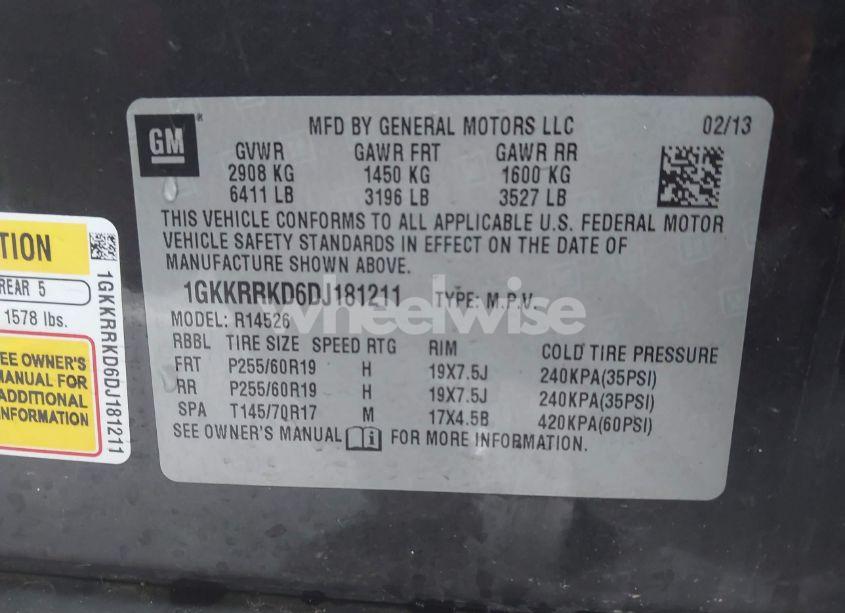 GM
MFD BY GENERAL MOTORS LLC 02/13
GVWR GAWR FRT GAWR RR
2908 KG 1450 KG 1600 KG
6411 LB 3196 LB 3527 LB
THIS VEHICLE CONFORMS TO ALL APPLICABLE U.S. FEDERAL MOTOR
VEHICLE SAFETY STANDARDS IN EFFECT ON THE DATE OF
MANUFACTURE SHOWN ABOVE.
1GKKRRKD6DJ181211 TYPE: M.P.V.
MODEL: R14526
RBBL TIRE SIZE SPEED RTG RIM COLD TIRE PRESSURE
FRT P255/60R19 H 19X7.5J 240KPA(35PSI)
RR P255/60R19 H 19X7.5J 240KPA(35PSI)
SPA T145/70R17 M 17X4.5B 420KPA(60PSI)
SEE OWNER'S MANUAL FOR MORE INFORMATION.
TION
REAR 5
1578 lbs.
SEE OWNER'S
MANUAL FOR
ADDITIONAL
INFORMATION
1GKKRRKD6DJ181211
wheelwise